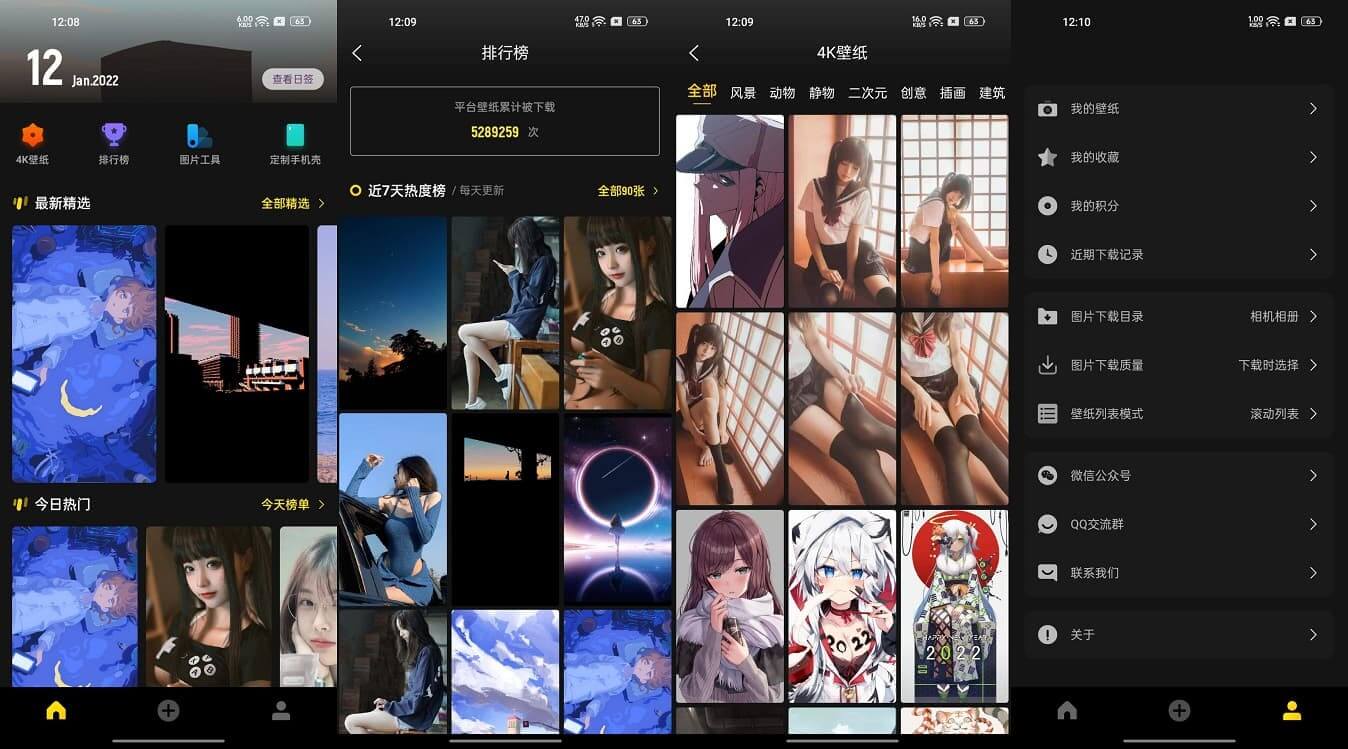 12:08
6.00 KB/S
63
12 Jan.2022
查看日签
4K壁纸
排行榜
图片工具
定制手机壳
最新精选
全部精选
今日热门
今天榜单
12:09
47.0 KB/S
63
排行榜
平台壁纸累计被下载
5289259 次
近7天热度榜 / 每天更新
全部90张
12:09
16.0 KB/S
63
4K壁纸
全部 风景 动物 静物 二次元 创意 插画 建筑
2022
HAPPY NEW YEAR
2022
12:10
1.00 KB/S
63
我的壁纸
我的收藏
我的积分
近期下载记录
图片下载目录 相机相册
图片下载质量 下载时选择
壁纸列表模式 滚动列表
微信公众号
QQ交流群
联系我们
关于